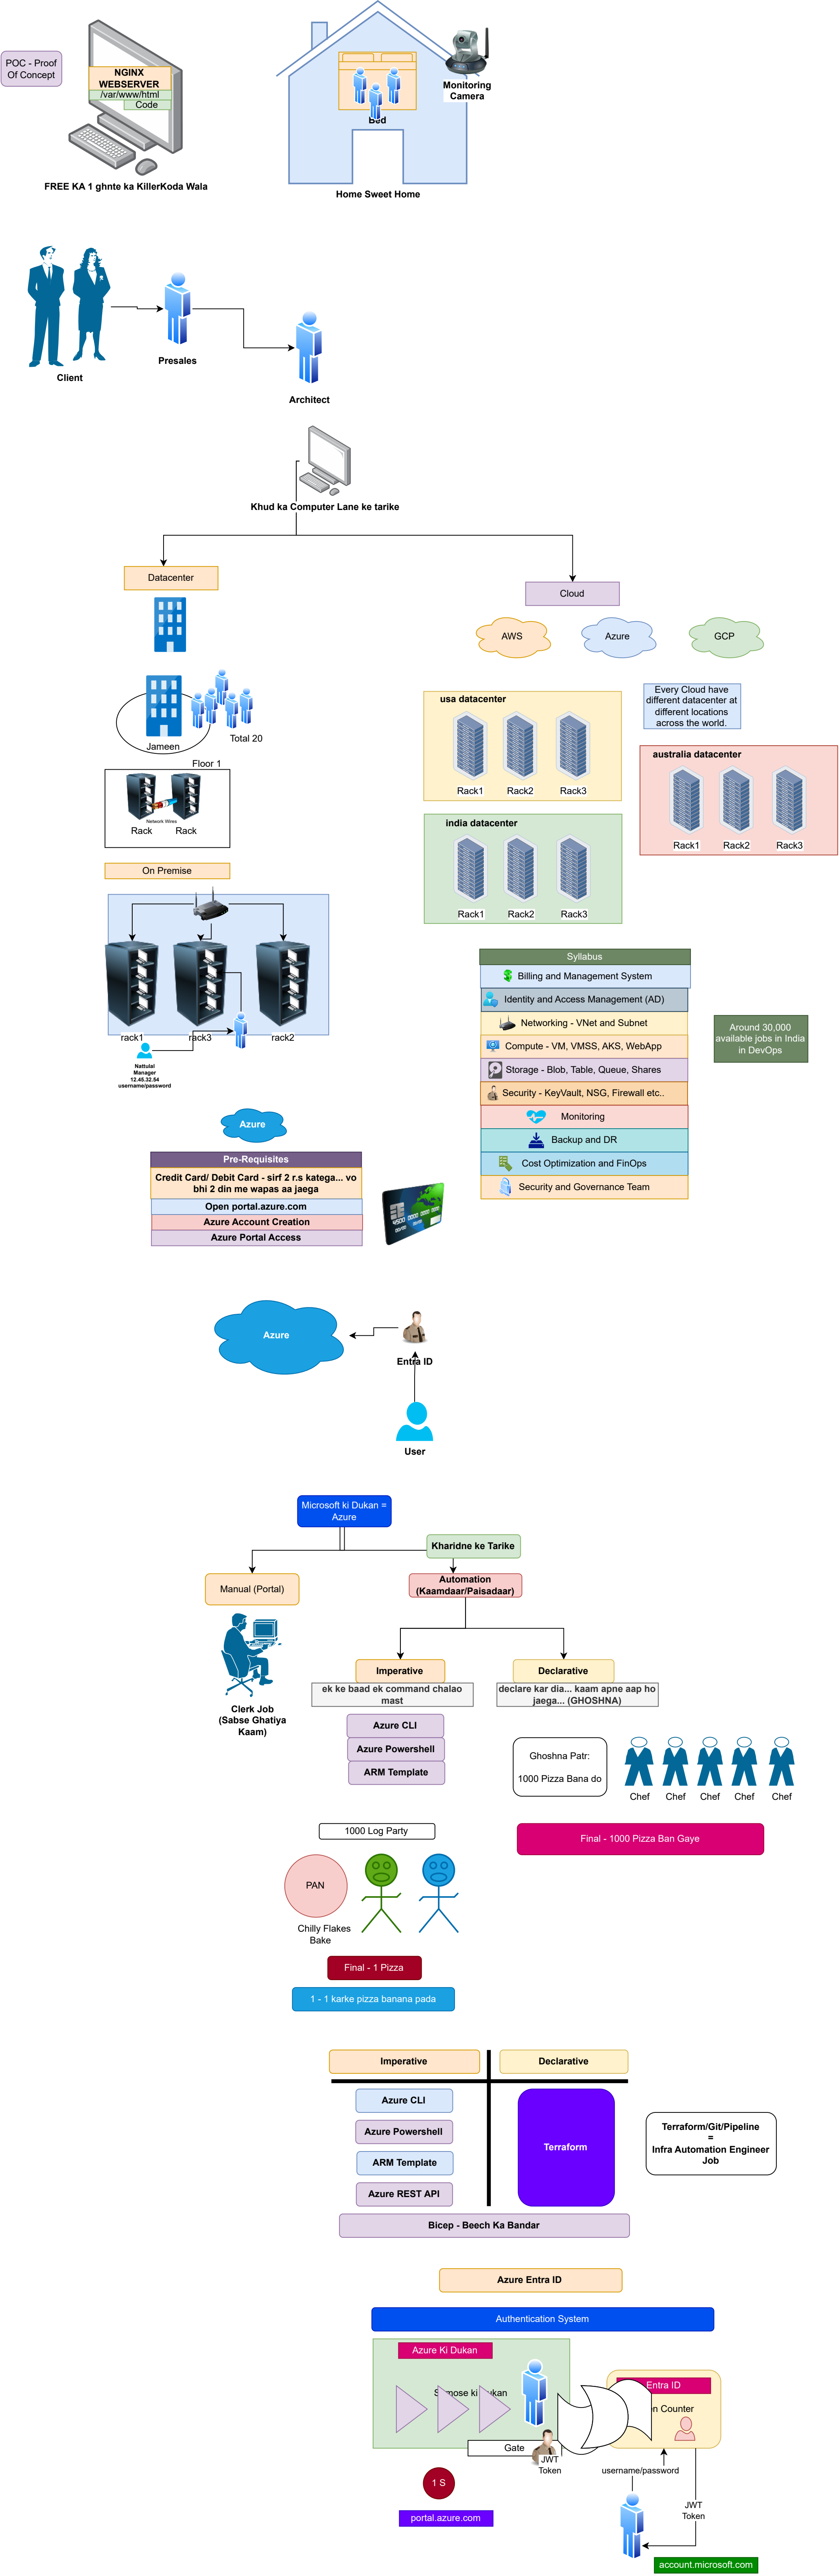 POC - Proof
Of Concept
NGINX
WEBSERVER
/var/www/html
Code
FREE KA 1 ghnte ka KillerKoda Wala
Bed
Monitoring
Camera
Home Sweet Home
Client
Presales
Architect
Khud ka Computer Lane ke tarike
Datacenter
Cloud
AWS
Azure
GCP
Jameen
Total 20
Floor 1
Network Wires
Rack
Rack
On Premise
rack1
rack3
rack2
Nattulal
Manager
12.45.32.54
username/password
usa datacenter
Rack1
Rack2
Rack3
Every Cloud have
different datacenter at
different locations
across the world.
australia datacenter
Rack1
Rack2
Rack3
india datacenter
Rack1
Rack2
Rack3
Syllabus
Billing and Management System
Identity and Access Management (AD)
Networking - VNet and Subnet
Compute - VM, VMSS, AKS, WebApp
Storage - Blob, Table, Queue, Shares
Security - KeyVault, NSG, Firewall etc..
Monitoring
Backup and DR
Cost Optimization and FinOps
Security and Governance Team
Around 30,000
available jobs in India
in DevOps
Azure
Pre-Requisites
Credit Card/ Debit Card - sirf 2 r.s katega... vo
bhi 2 din me wapas aa jaega
Open portal.azure.com
Azure Account Creation
Azure Portal Access
Azure
Entra ID
User
Microsoft ki Dukan =
Azure
Kharidne ke Tarike
Manual (Portal)
Automation
(Kaamdaar/Paisadaar)
Clerk Job
(Sabse Ghatiya
Kaam)
Imperative
ek ke baad ek command chalao
mast
Azure CLI
Azure Powershell
ARM Template
Declarative
declare kar dia... kaam apne aap ho
jaega... (GHOSHNA)
Ghoshna Patr:
1000 Pizza Bana do
Chef
Chef
Chef
Chef
Chef
Final - 1000 Pizza Ban Gaye
1000 Log Party
PAN
Chilly Flakes
Bake
Final - 1 Pizza
1 - 1 karke pizza banana pada
Imperative
Declarative
Azure CLI
Azure Powershell
ARM Template
Azure REST API
Terraform
Terraform/Git/Pipeline
=
Infra Automation Engineer
Job
Bicep - Beech Ka Bandar
Azure Entra ID
Authentication System
Azure Ki Dukan
Entra ID
Counter
Gate
JWT
Token
1 S
portal.azure.com
username/password
JWT
Token
account.microsoft.com